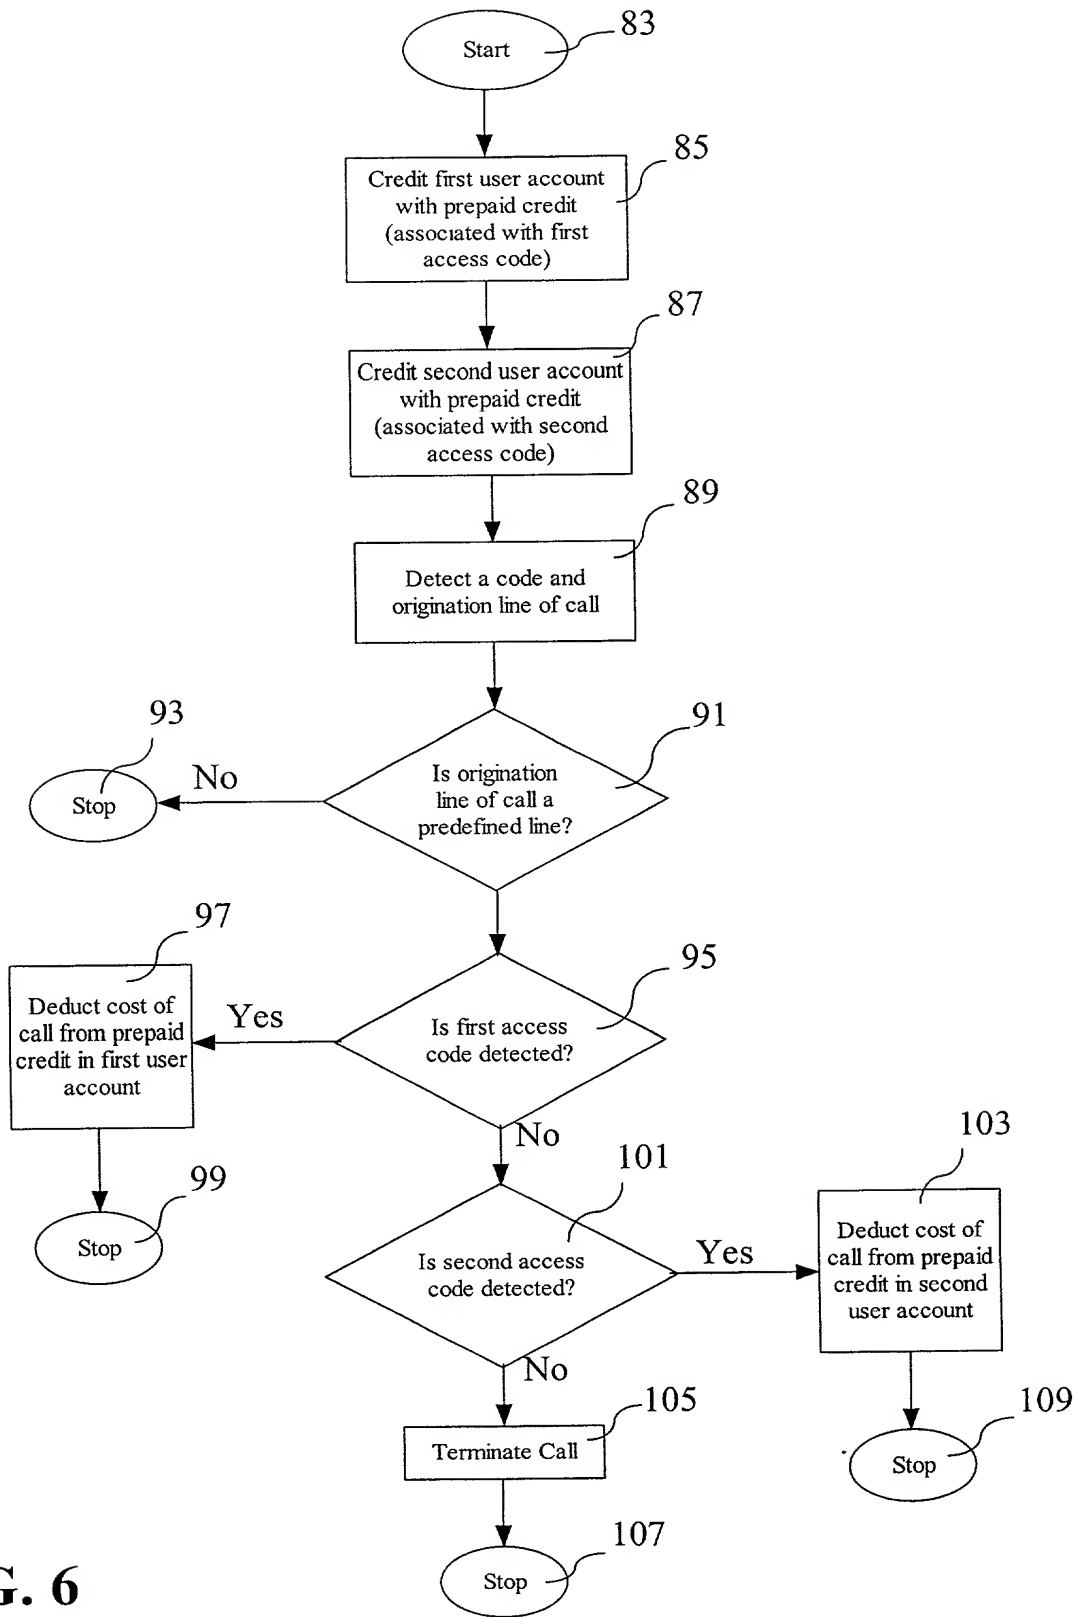 83
Start
85
Credit first user account
with prepaid credit
(associated with first
access code)
87
Credit second user account
with prepaid credit
(associated with second
access code)
89
Detect a code and
origination line of call
91
Is origination
line of call a
predefined line?
93
No
Stop
95
Is first access
code detected?
97
Yes
Deduct cost of
call from prepaid
credit in first user
account
99
Stop
No
101
Is second access
code detected?
Yes
103
Deduct cost of
call from prepaid
credit in second
user account
No
105
Terminate Call
109
Stop
107
Stop
G. 6